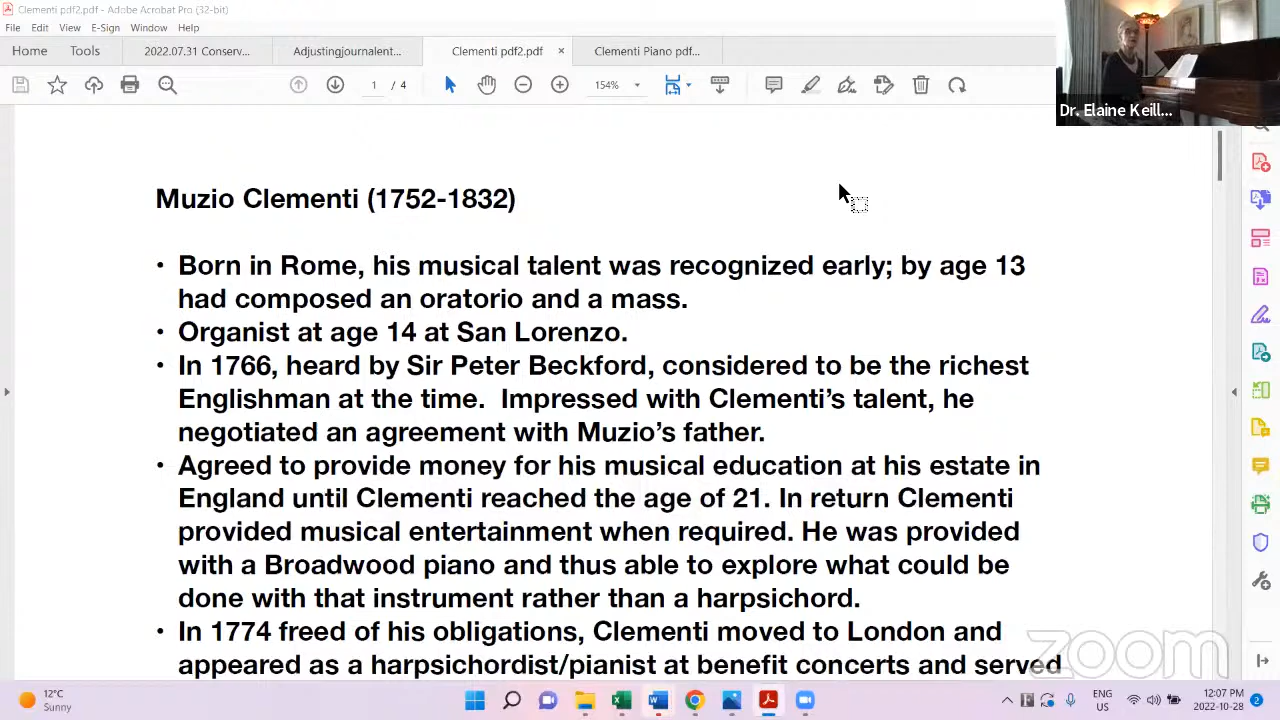 Clementi pdf2.pdf - Adobe Acrobat Pro (32-bit)
File Edit View E-Sign Window Help
Home Tools 2022.07.31 Conserv... Adjustingjournalent... Clementi pdf2.pdf × Clementi Piano pdf...
1 / 4 154%
Dr. Elaine Keill...
Muzio Clementi (1752-1832)
• Born in Rome, his musical talent was recognized early; by age 13
had composed an oratorio and a mass.
• Organist at age 14 at San Lorenzo.
• In 1766, heard by Sir Peter Beckford, considered to be the richest
Englishman at the time. Impressed with Clementi’s talent, he
negotiated an agreement with Muzio’s father.
• Agreed to provide money for his musical education at his estate in
England until Clementi reached the age of 21. In return Clementi
provided musical entertainment when required. He was provided
with a Broadwood piano and thus able to explore what could be
done with that instrument rather than a harpsichord.
• In 1774 freed of his obligations, Clementi moved to London and
appeared as a harpsichordist/pianist at benefit concerts and served
zoom
12°C
Sunny
ENG
US
12:07 PM
2022-10-28
2